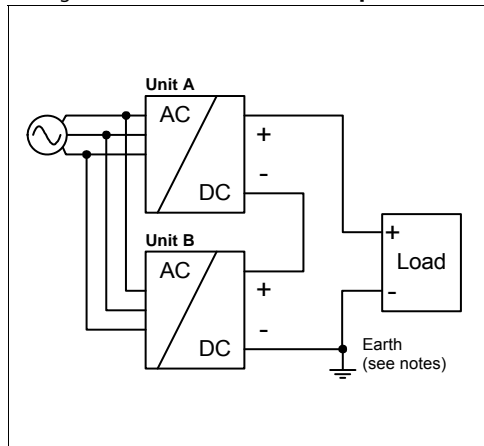 Unit A
AC
+
-
DC
Unit B
AC
+
-
DC
+
Load
-
Earth
(see notes)